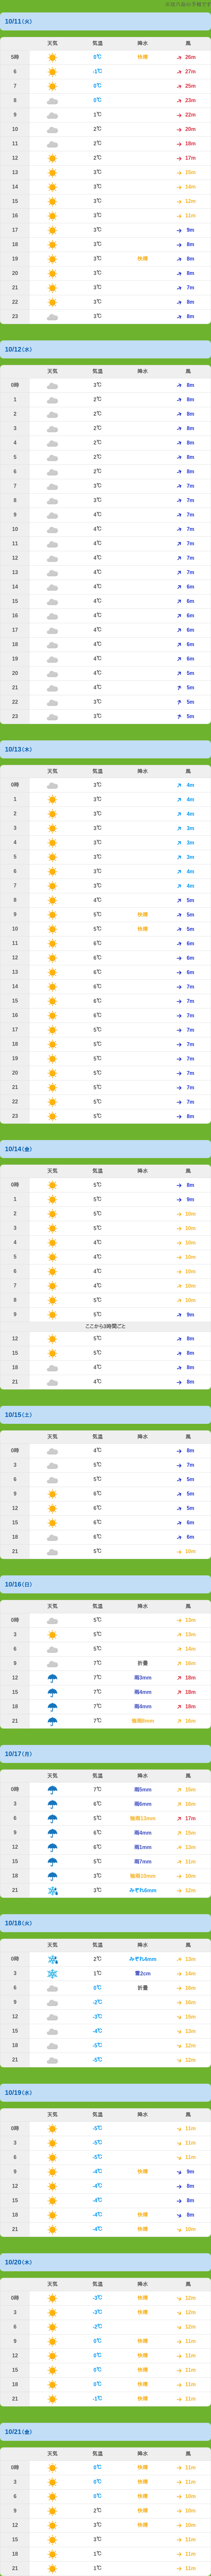 10/11(火)
天気 気温 降水 風
5時 0℃ 快晴 26m
6 -1℃ 27m
7 0℃ 25m
8 0℃ 23m
9 1℃ 22m
10 2℃ 20m
11 2℃ 18m
12 2℃ 17m
13 3℃ 15m
14 3℃ 14m
15 3℃ 12m
16 3℃ 11m
17 3℃ 9m
18 3℃ 8m
19 3℃ 快晴 8m
20 3℃ 8m
21 3℃ 7m
22 3℃ 8m
23 3℃ 8m
10/12(水)
天気 気温 降水 風
0時 3℃ 8m
1 2℃ 8m
2 2℃ 8m
3 2℃ 8m
4 2℃ 8m
5 2℃ 8m
6 2℃ 8m
7 3℃ 7m
8 3℃ 7m
9 4℃ 7m
10 4℃ 7m
11 4℃ 7m
12 4℃ 7m
13 4℃ 7m
14 4℃ 6m
15 4℃ 6m
16 4℃ 6m
17 4℃ 6m
18 4℃ 6m
19 4℃ 6m
20 4℃ 5m
21 4℃ 5m
22 3℃ 5m
23 3℃ 5m
10/13(木)
天気 気温 降水 風
0時 3℃ 4m
1 3℃ 4m
2 3℃ 4m
3 3℃ 3m
4 3℃ 3m
5 3℃ 3m
6 3℃ 4m
7 3℃ 4m
8 4℃ 5m
9 5℃ 快晴 5m
10 5℃ 快晴 5m
11 6℃ 6m
12 6℃ 6m
13 6℃ 6m
14 6℃ 7m
15 6℃ 7m
16 6℃ 7m
17 5℃ 7m
18 5℃ 7m
19 5℃ 7m
20 5℃ 7m
21 5℃ 7m
22 5℃ 7m
23 5℃ 8m
10/14(金)
天気 気温 降水 風
0時 5℃ 8m
1 5℃ 9m
2 5℃ 10m
3 5℃ 10m
4 5℃ 10m
5 5℃ 10m
6 5℃ 10m
7 5℃ 10m
8 5℃ 10m
9 5℃ 9m
ここから3時間ごと
12 5℃ 8m
15 5℃ 8m
18 4℃ 8m
21 4℃ 8m
10/15(土)
天気 気温 降水 風
0時 4℃ 8m
3 5℃ 7m
6 5℃ 5m
9 6℃ 5m
12 6℃ 5m
15 6℃ 6m
18 6℃ 6m
21 5℃ 10m
10/16(日)
天気 気温 降水 風
0時 5℃ 13m
3 5℃ 13m
6 5℃ 14m
9 7℃ 折畳 16m
12 7℃ 雨3mm 18m
15 7℃ 雨4mm 18m
18 7℃ 雨4mm 18m
21 7℃ 強雨8mm 16m
10/17(月)
天気 気温 降水 風
0時 7℃ 雨5mm 15m
3 6℃ 雨6mm 16m
6 5℃ 強雨13mm 17m
9 6℃ 雨4mm 15m
12 6℃ 雨1mm 13m
15 5℃ 雨7mm 11m
18 3℃ 強雨10mm 10m
21 3℃ みぞれ6mm 12m
10/18(火)
天気 気温 降水 風
0時 2℃ みぞれ4mm 13m
3 1℃ 雪2cm 14m
6 0℃ 折畳 16m
9 -2℃ 16m
12 -3℃ 15m
15 -4℃ 13m
18 -5℃ 12m
21 -5℃ 12m
10/19(水)
天気 気温 降水 風
0時 -5℃ 11m
3 -5℃ 11m
6 -5℃ 11m
9 -4℃ 快晴 9m
12 -4℃ 8m
15 -4℃ 8m
18 -4℃ 快晴 8m
21 -4℃ 快晴 10m
10/20(木)
天気 気温 降水 風
0時 -3℃ 快晴 12m
3 -3℃ 快晴 12m
6 -2℃ 12m
9 0℃ 快晴 11m
12 0℃ 快晴 11m
15 0℃ 快晴 11m
18 0℃ 快晴 11m
21 -1℃ 快晴 11m
10/21(金)
天気 気温 降水 風
0時 0℃ 快晴 11m
3 0℃ 快晴 11m
6 0℃ 快晴 10m
9 2℃ 快晴 10m
12 3℃ 快晴 10m
15 3℃ 11m
18 1℃ 11m
21 1℃ 11m